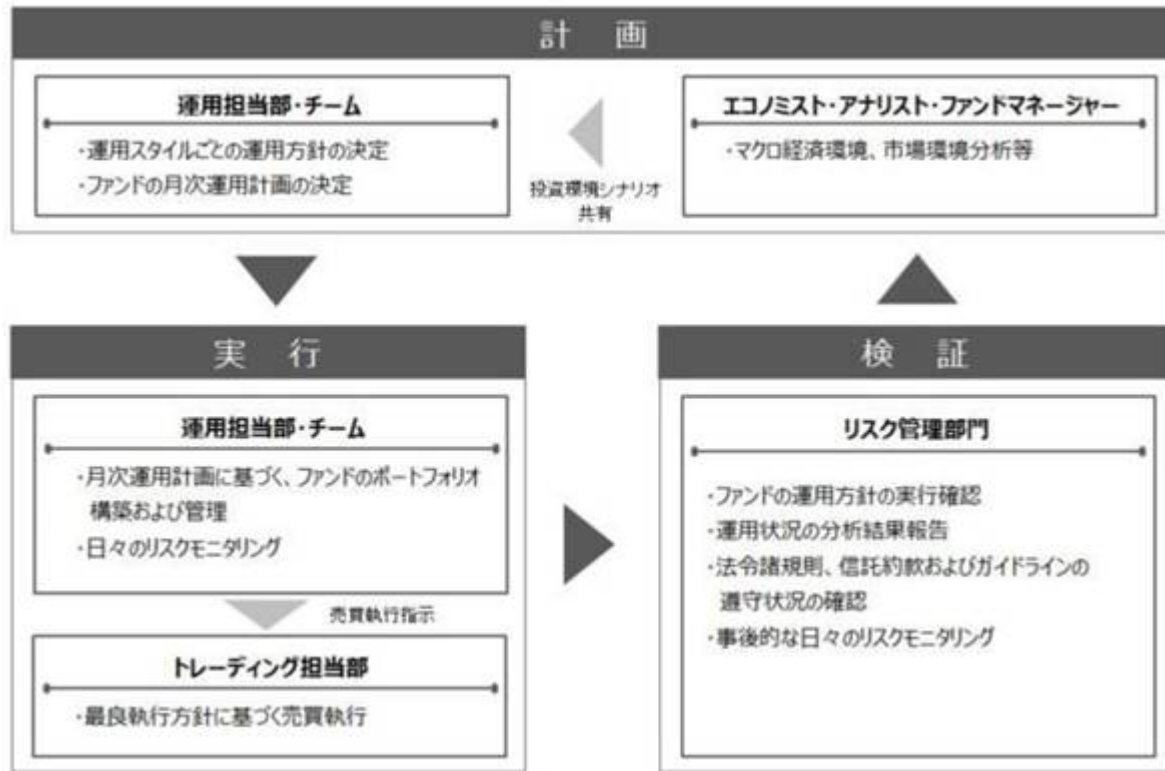 計 画
運用担当部・チーム
・運用スタイルごとの運用方針の決定
・ファンドの月次運用計画の決定
投資環境シナリオ
共有
エコノミスト・アナリスト・ファンドマネージャー
・マクロ経済環境、市場環境分析等
実 行
運用担当部・チーム
・月次運用計画に基づく、ファンドのポートフォリオ
構築および管理
・日々のリスクモニタリング
売買執行指示
トレーディング担当部
・最良執行方針に基づく売買執行
検 証
リスク管理部門
・ファンドの運用方針の実行確認
・運用状況の分析結果報告
・法令諸規則、信託約款およびガイドラインの
遵守状況の確認
・事後的な日々のリスクモニタリング